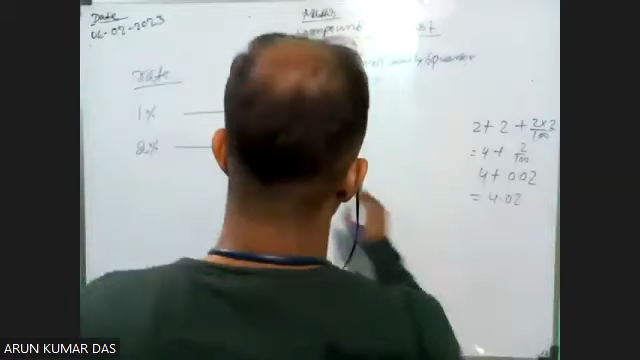 Date
06-02-2023
Maths
Rate
1%
2%
2 + 2 + 2×2/100
= 4 + 2/100
4 + 0.02
= 4.02
ARUN KUMAR DAS